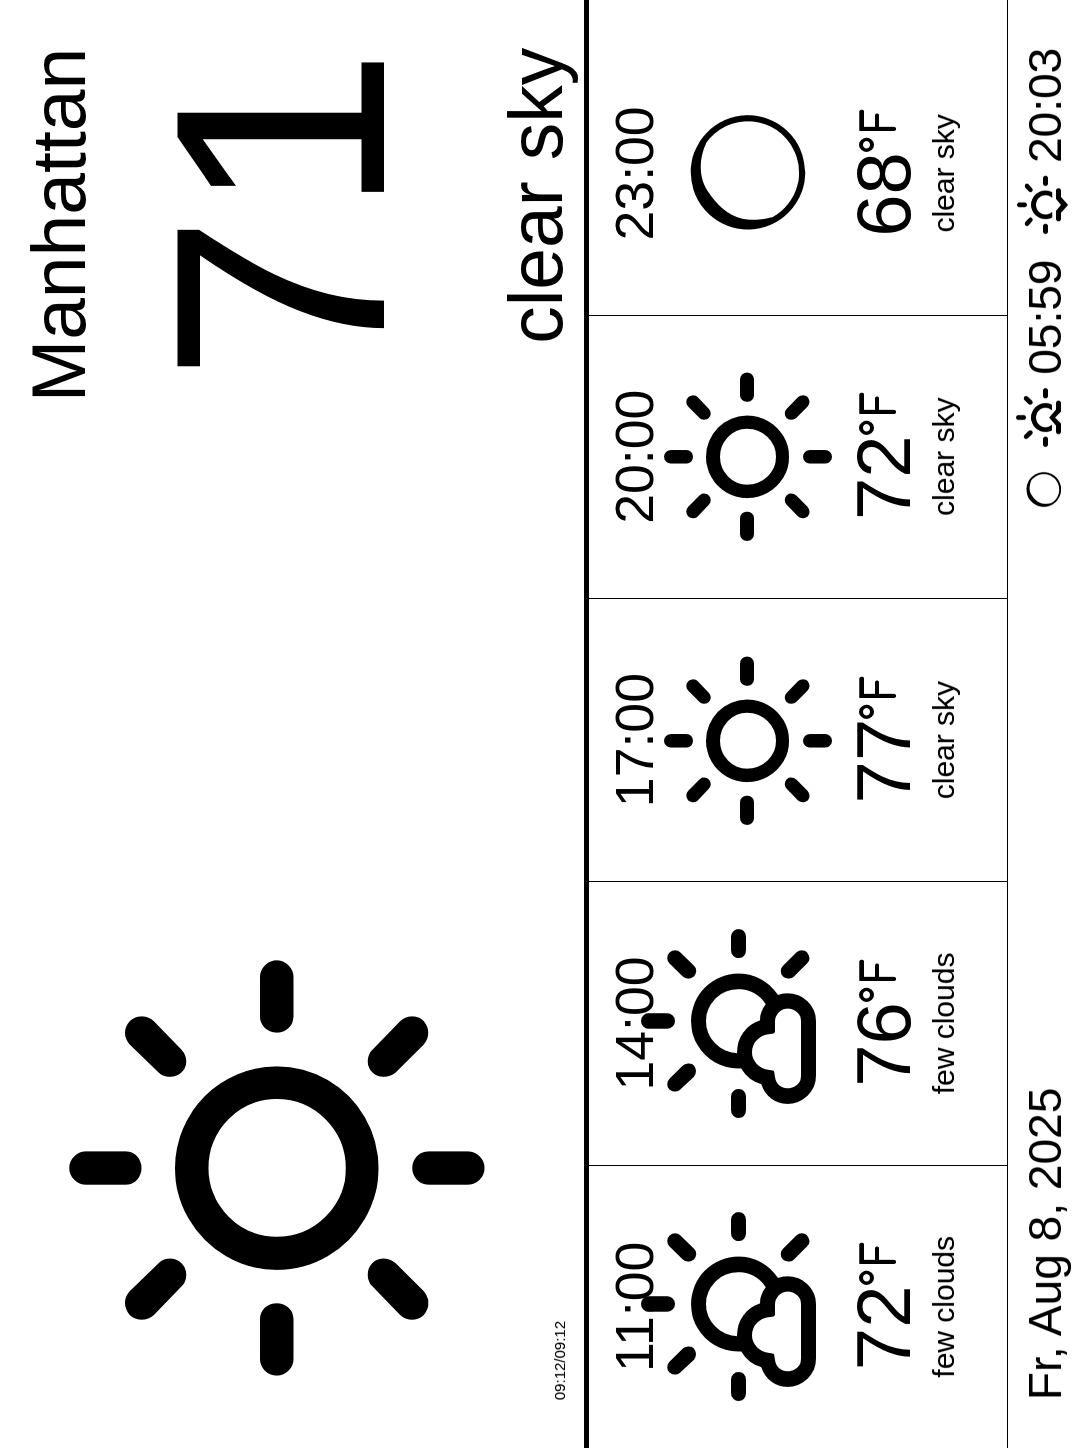 Manhattan
71
clear sky
09:12/09:12
11:00 14:00 17:00 20:00 23:00
72°F 76°F 77°F 72°F 68°F
few clouds few clouds clear sky clear sky clear sky
Fr, Aug 8, 2025 05:59 20:03